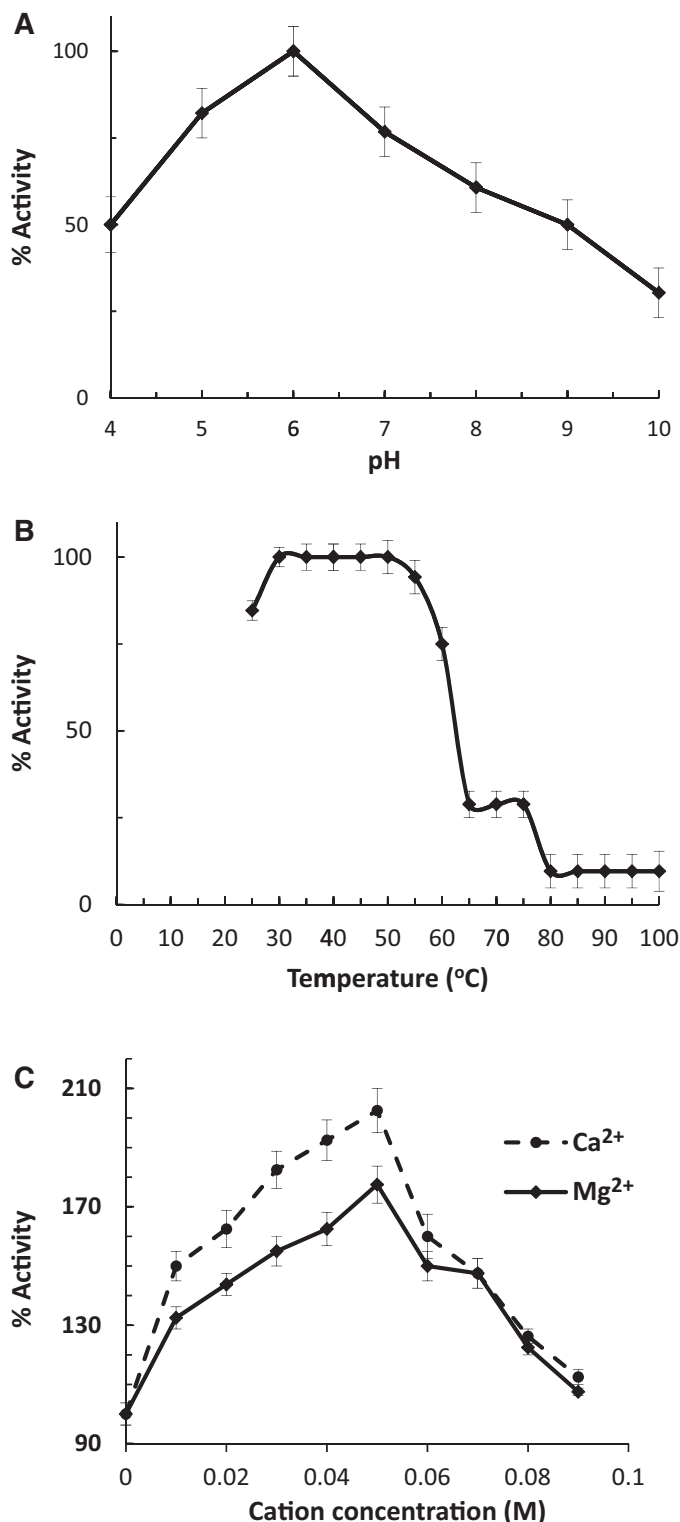 A
100
50
0
% Activity
4 5 6 7 8 9 10
pH
B
100
50
0
% Activity
0 10 20 30 40 50 60 70 80 90 100
Temperature (°C)
C
210
170
130
90
% Activity
Ca²⁺
Mg²⁺
0 0.02 0.04 0.06 0.08 0.1
Cation concentration (M)